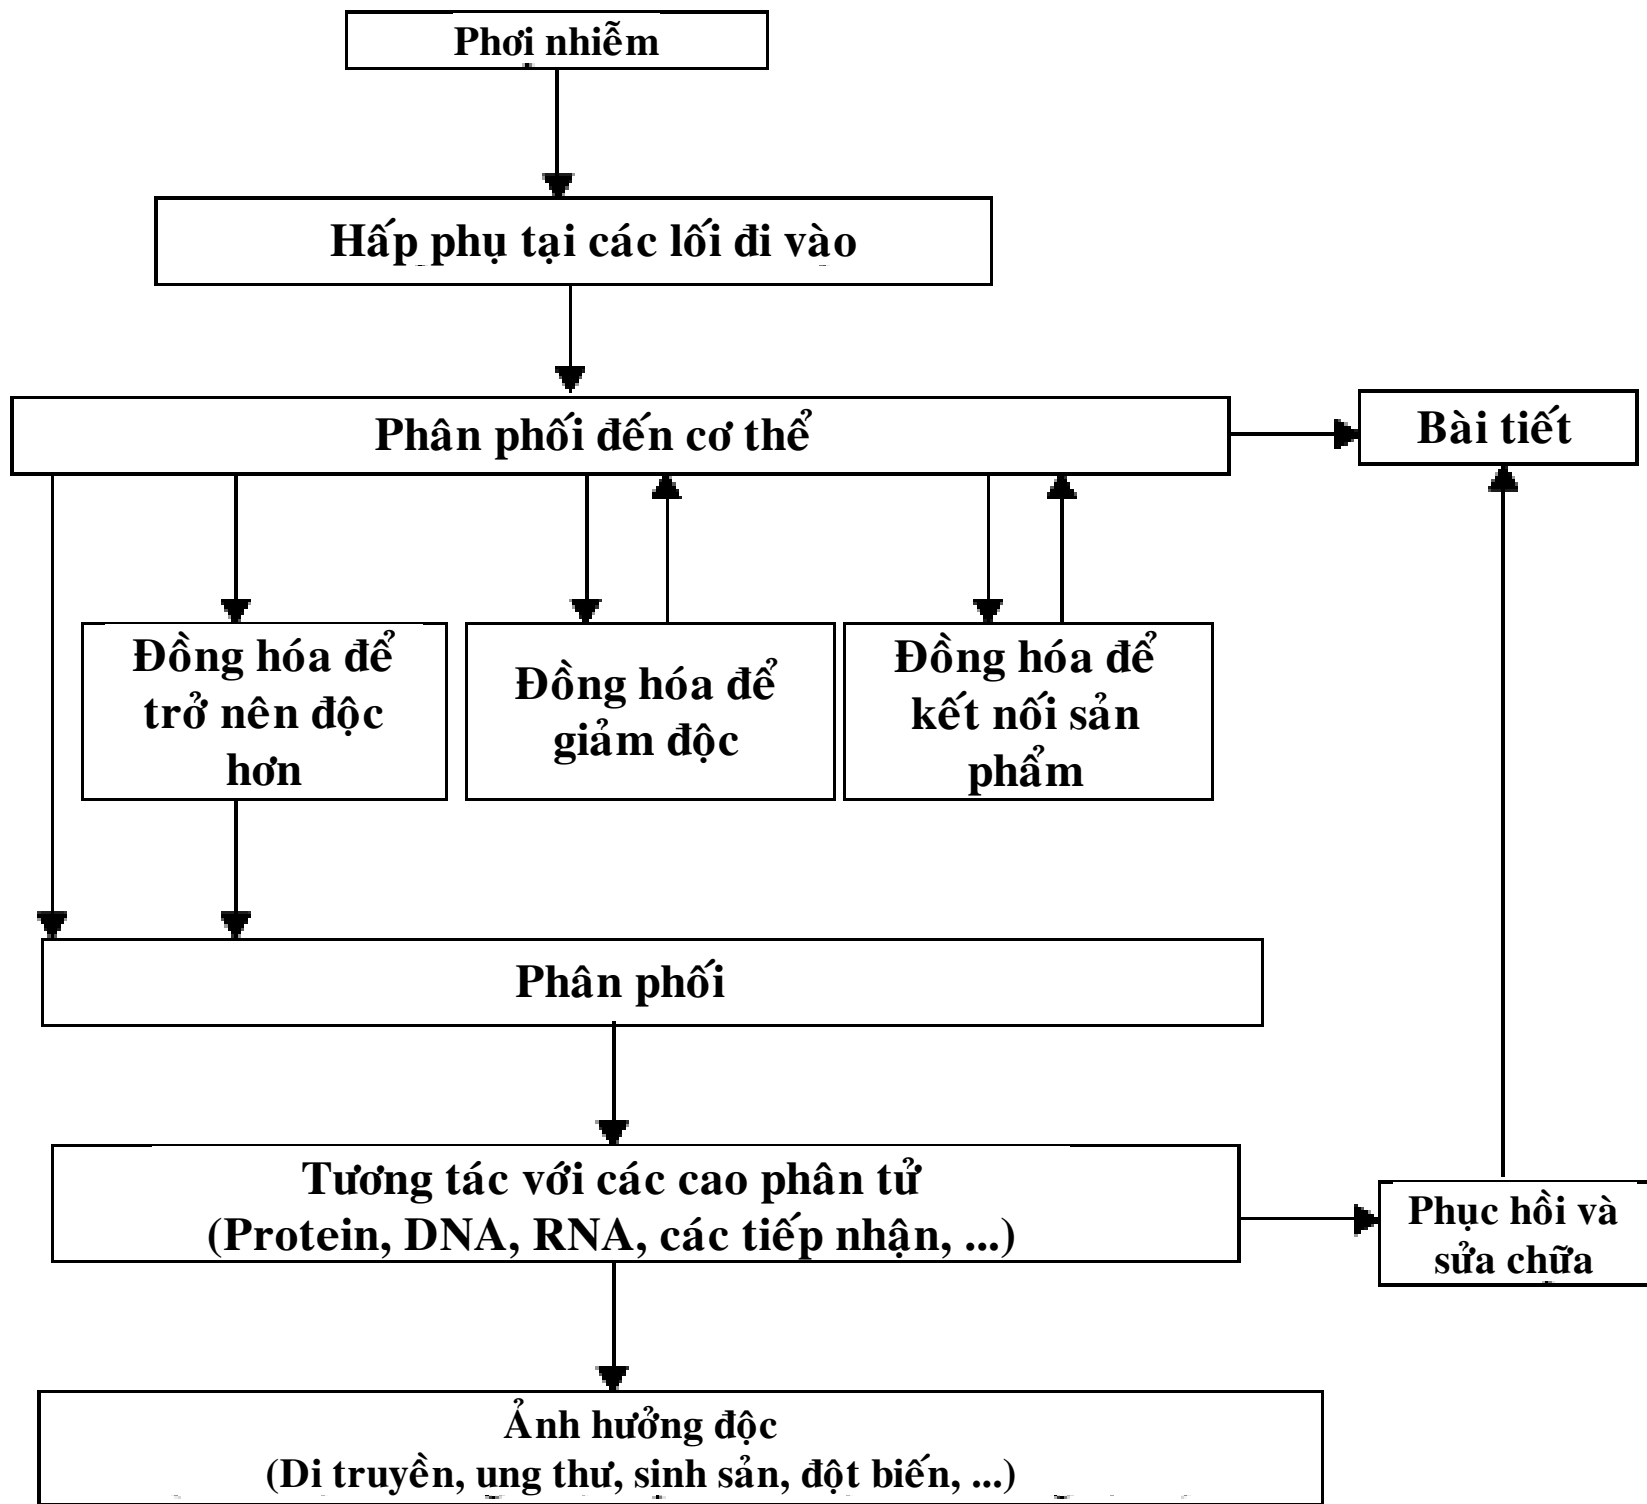 Phơi nhiễm
Hấp phụ tại các lối đi vào
Phân phối đến cơ thể
Bài tiết
Đồng hóa để
trở nên độc
hơn
Đồng hóa để
giảm độc
Đồng hóa để
kết nối sản
phẩm
Phân phối
Tương tác với các cao phân tử
(Protein, DNA, RNA, các tiếp nhận, ...)
Phục hồi và
sửa chữa
Ảnh hưởng độc
(Di truyền, ung thư, sinh sản, đột biến, ...)